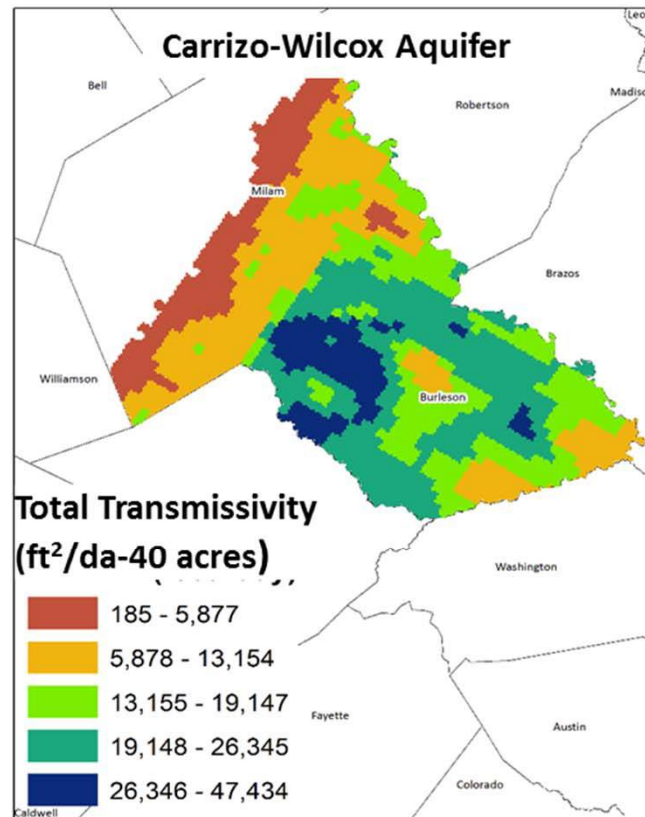 Carrizo-Wilcox Aquifer
Leo
Bell
Robertson
Madiso
Milam
Brazos
Williamson
Burleson
Total Transmissivity
(ft²/da-40 acres)
Washington
185 - 5,877
5,878 - 13,154
13,155 - 19,147
Fayette
Austin
19,148 - 26,345
Colorado
26,346 - 47,434
Caldwell